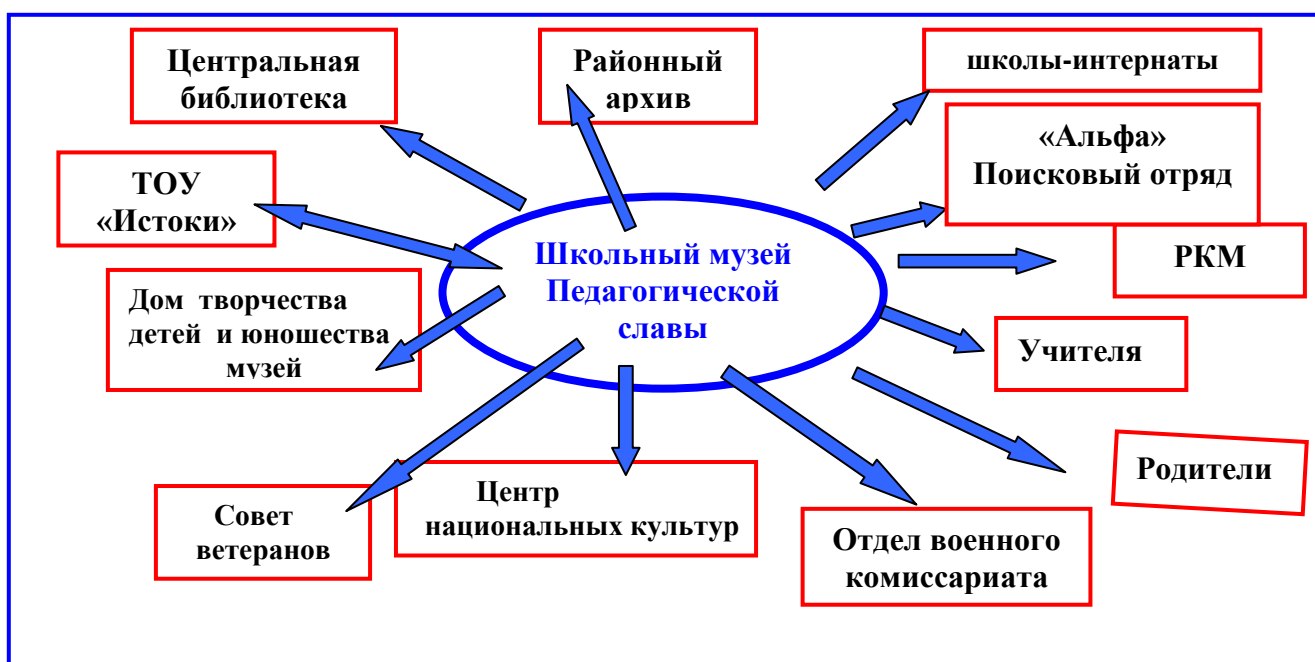 Центральная
библиотека
Районный
архив
школы-интернаты
«Альфа»
Поисковый отряд
ТОУ
«Истоки»
РКМ
Школьный музей
Педагогической
славы
Дом творчества
детей и юношества
музей
Учителя
Родители
Совет
ветеранов
Центр
национальных культур
Отдел военного
комиссариата